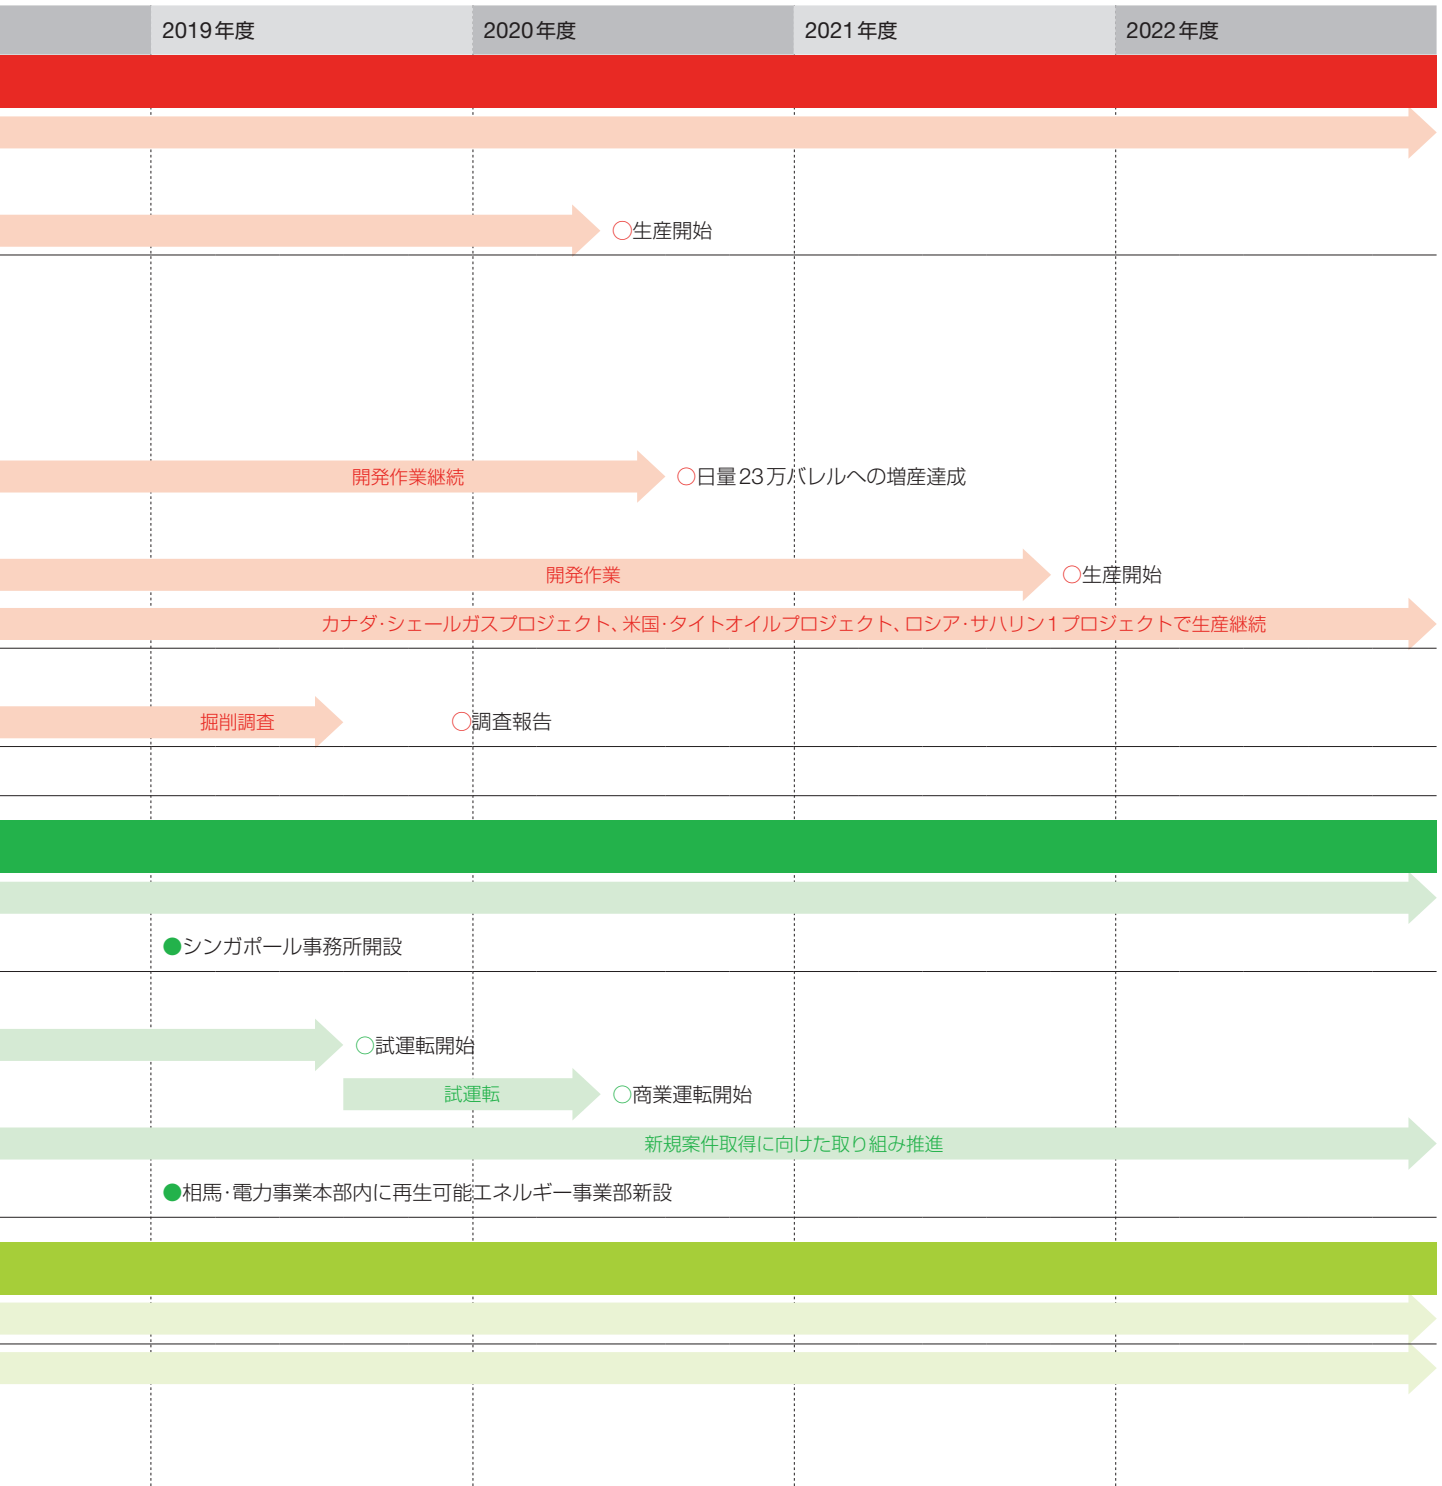 2019年度
2020年度
2021年度
2022年度
○生産開始
開発作業継続
○日量23万バレルへの増産達成
開発作業
○生産開始
カナダ・シェールガスプロジェクト、米国・タイトオイルプロジェクト、ロシア・サハリン1プロジェクトで生産継続
掘削調査
○調査報告
●シンガポール事務所開設
○試運転開始
試運転
○商業運転開始
新規案件取得に向けた取り組み推進
●相馬・電力事業本部内に再生可能エネルギー事業部新設